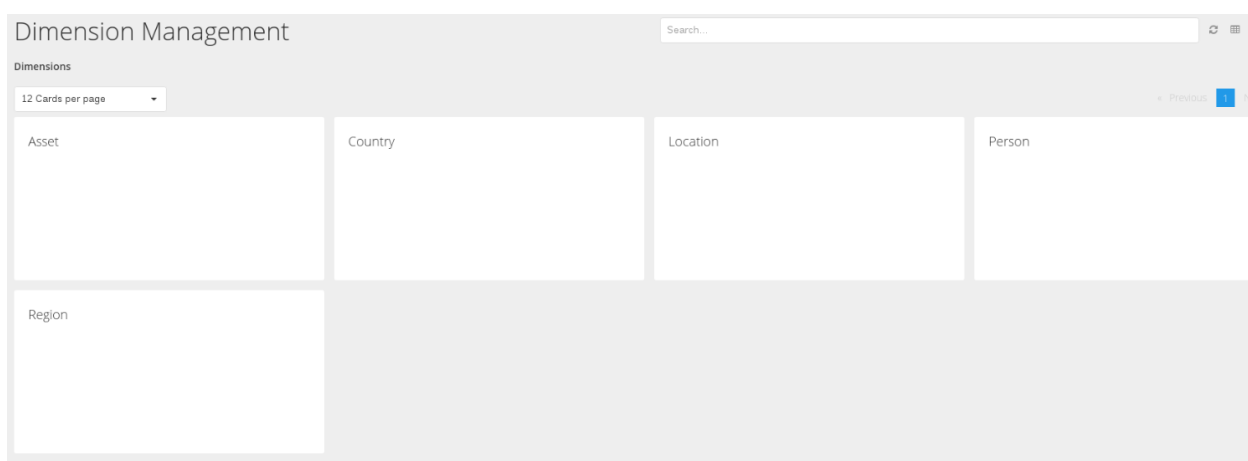 Dimension Management
Search...
Dimensions
12 Cards per page
« Previous 1
Asset
Country
Location
Person
Region